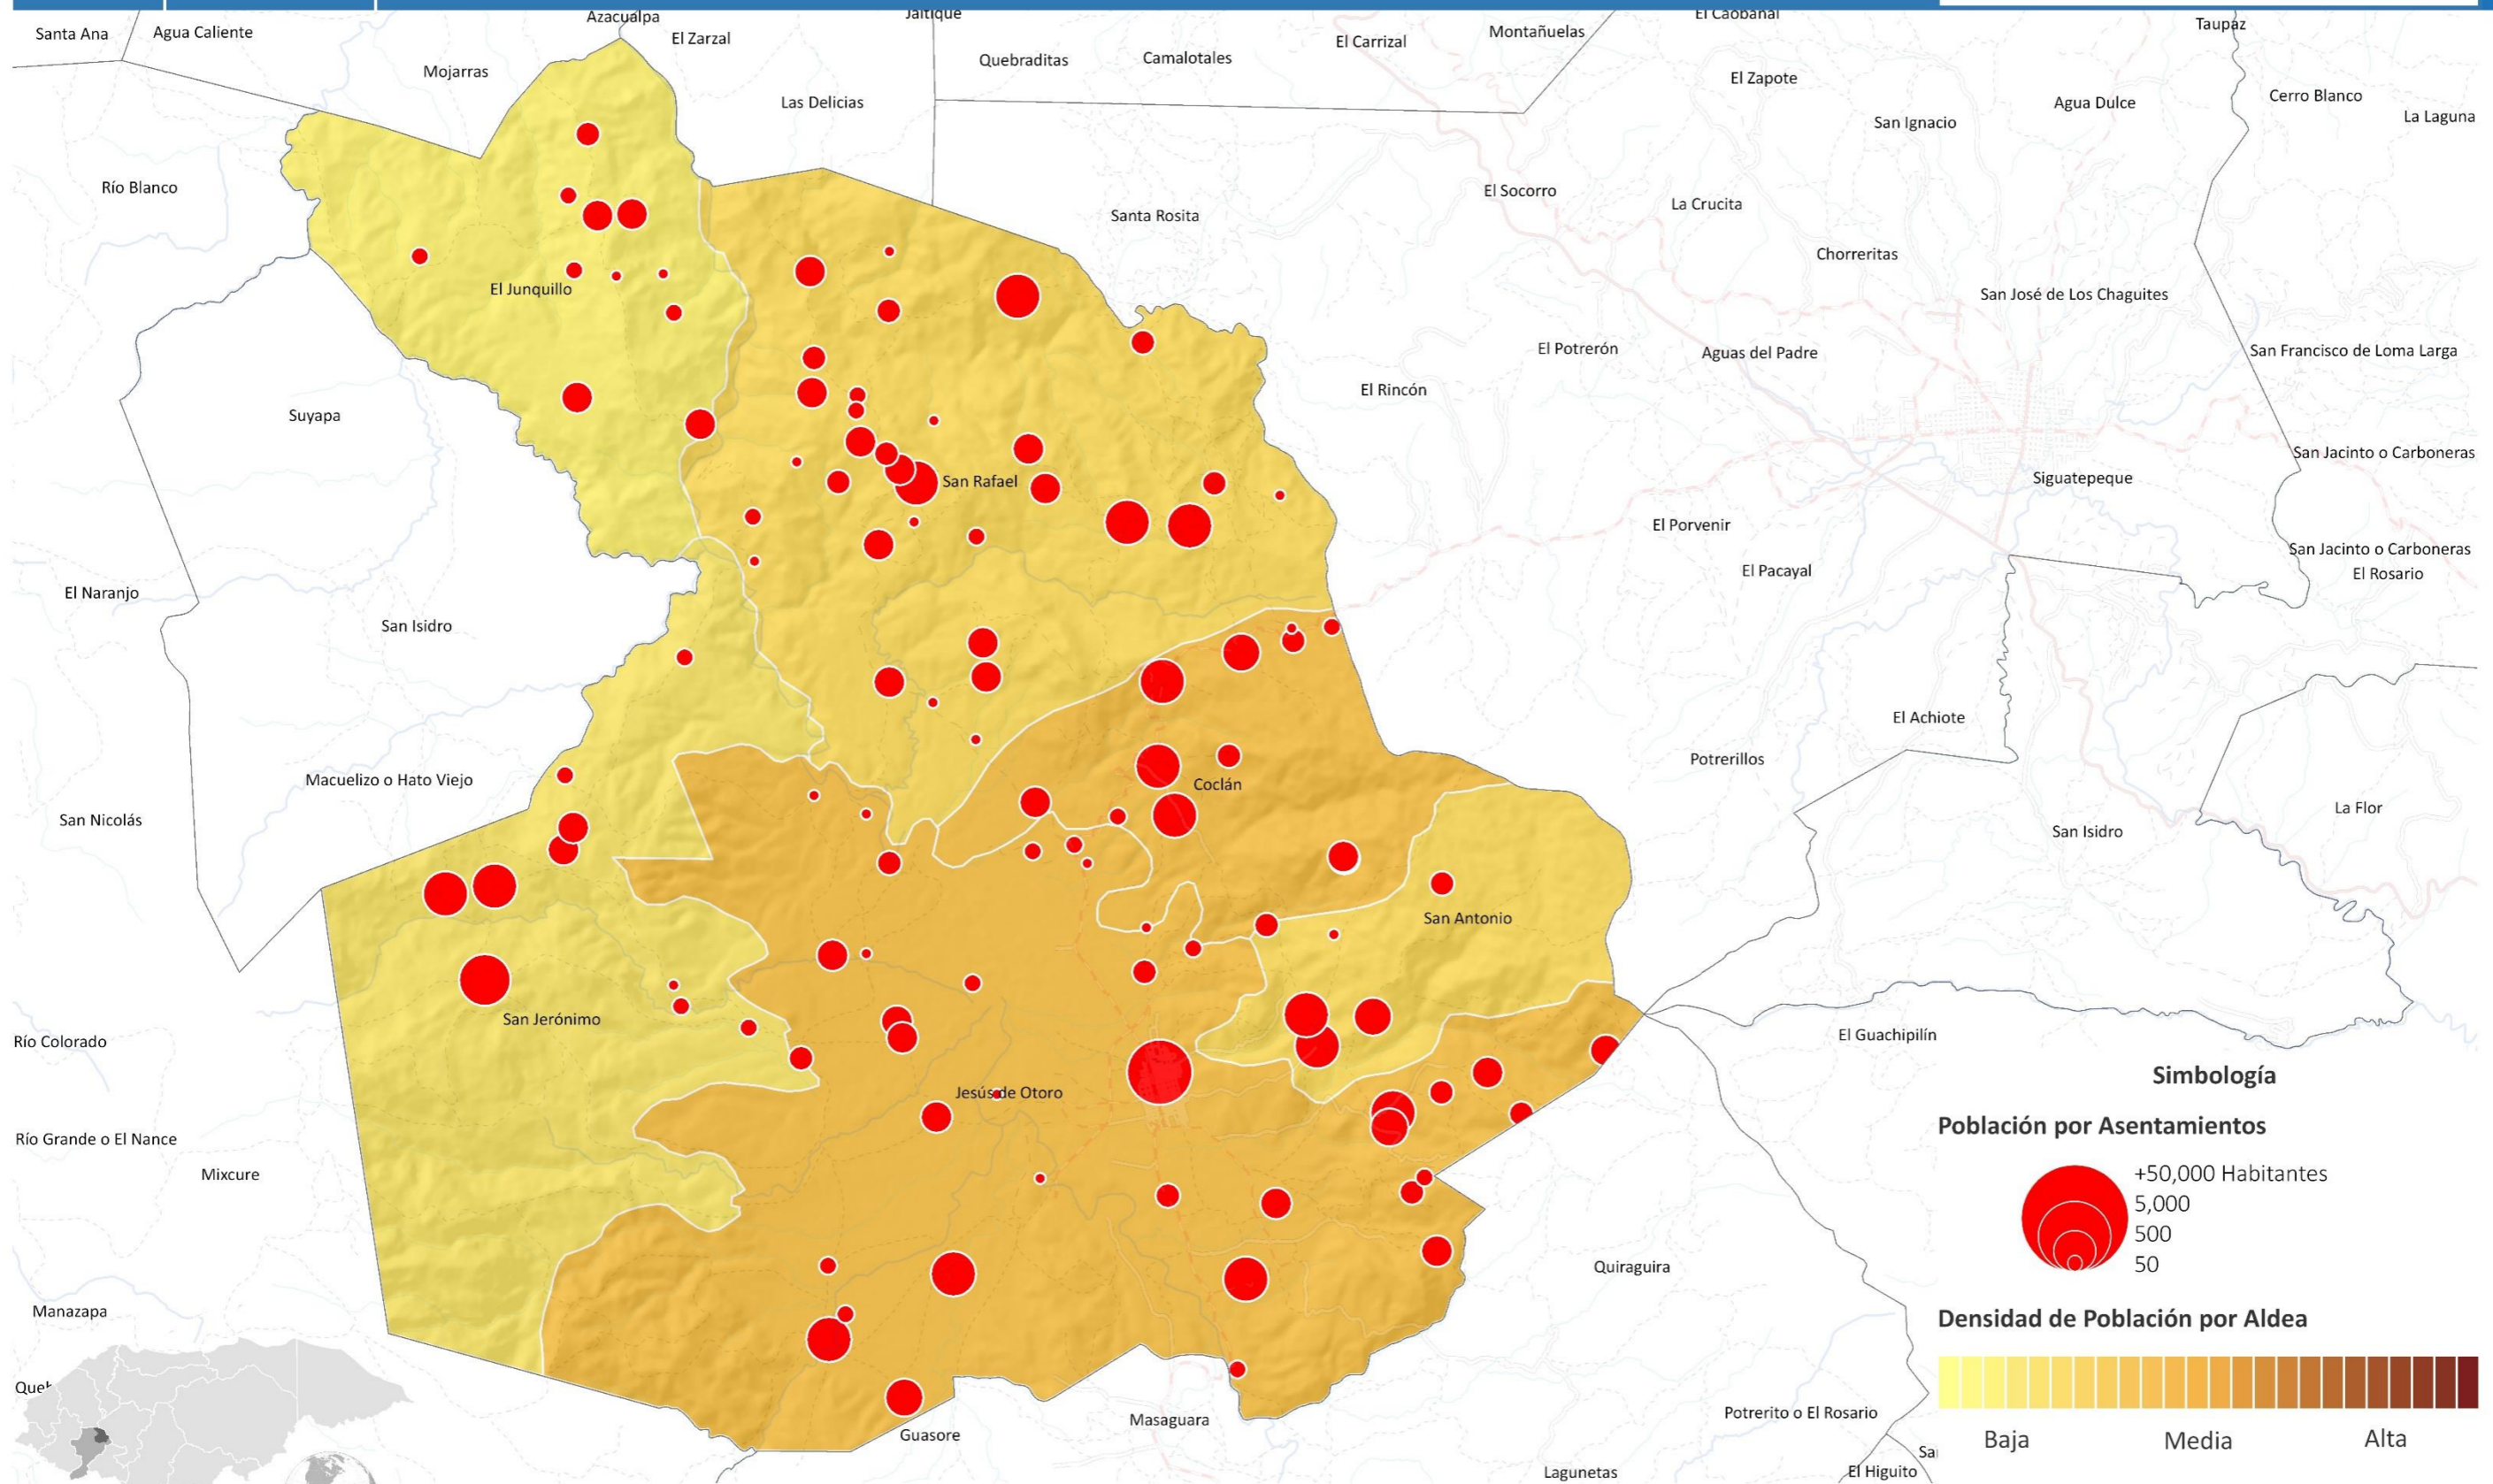 Azacualpa
Jaitique
El Caobanal
Taupaz
Santa Ana
Agua Caliente
El Zarzal
Quebraditas
Camalotales
El Carrizal
Montañuelas
Mojarras
Las Delicias
El Zapote
Agua Dulce
Cerro Blanco
La Laguna
San Ignacio
Río Blanco
El Socorro
La Crucita
Santa Rosita
Chorreritas
El Junquillo
San José de Los Chaguites
El Potrerón
Aguas del Padre
San Francisco de Loma Larga
El Rincón
Suyapa
San Jacinto o Carboneras
San Rafael
Siguatepeque
El Porvenir
San Jacinto o Carboneras
El Pacayal
El Rosario
El Naranjo
San Isidro
El Achiote
Potrerillos
Macuelizo o Hato Viejo
Coclán
La Flor
San Nicolás
San Isidro
San Antonio
San Jerónimo
Río Colorado
El Guachipilín
Jesús de Otoro
Río Grande o El Nance
Mixcure
Quiraguira
Manazapa
Masaguara
Guasore
Potrerito o El Rosario
Lagunetas
El Higuito
Simbología
Población por Asentamientos
+50,000 Habitantes
5,000
500
50
Densidad de Población por Aldea
Baja
Media
Alta